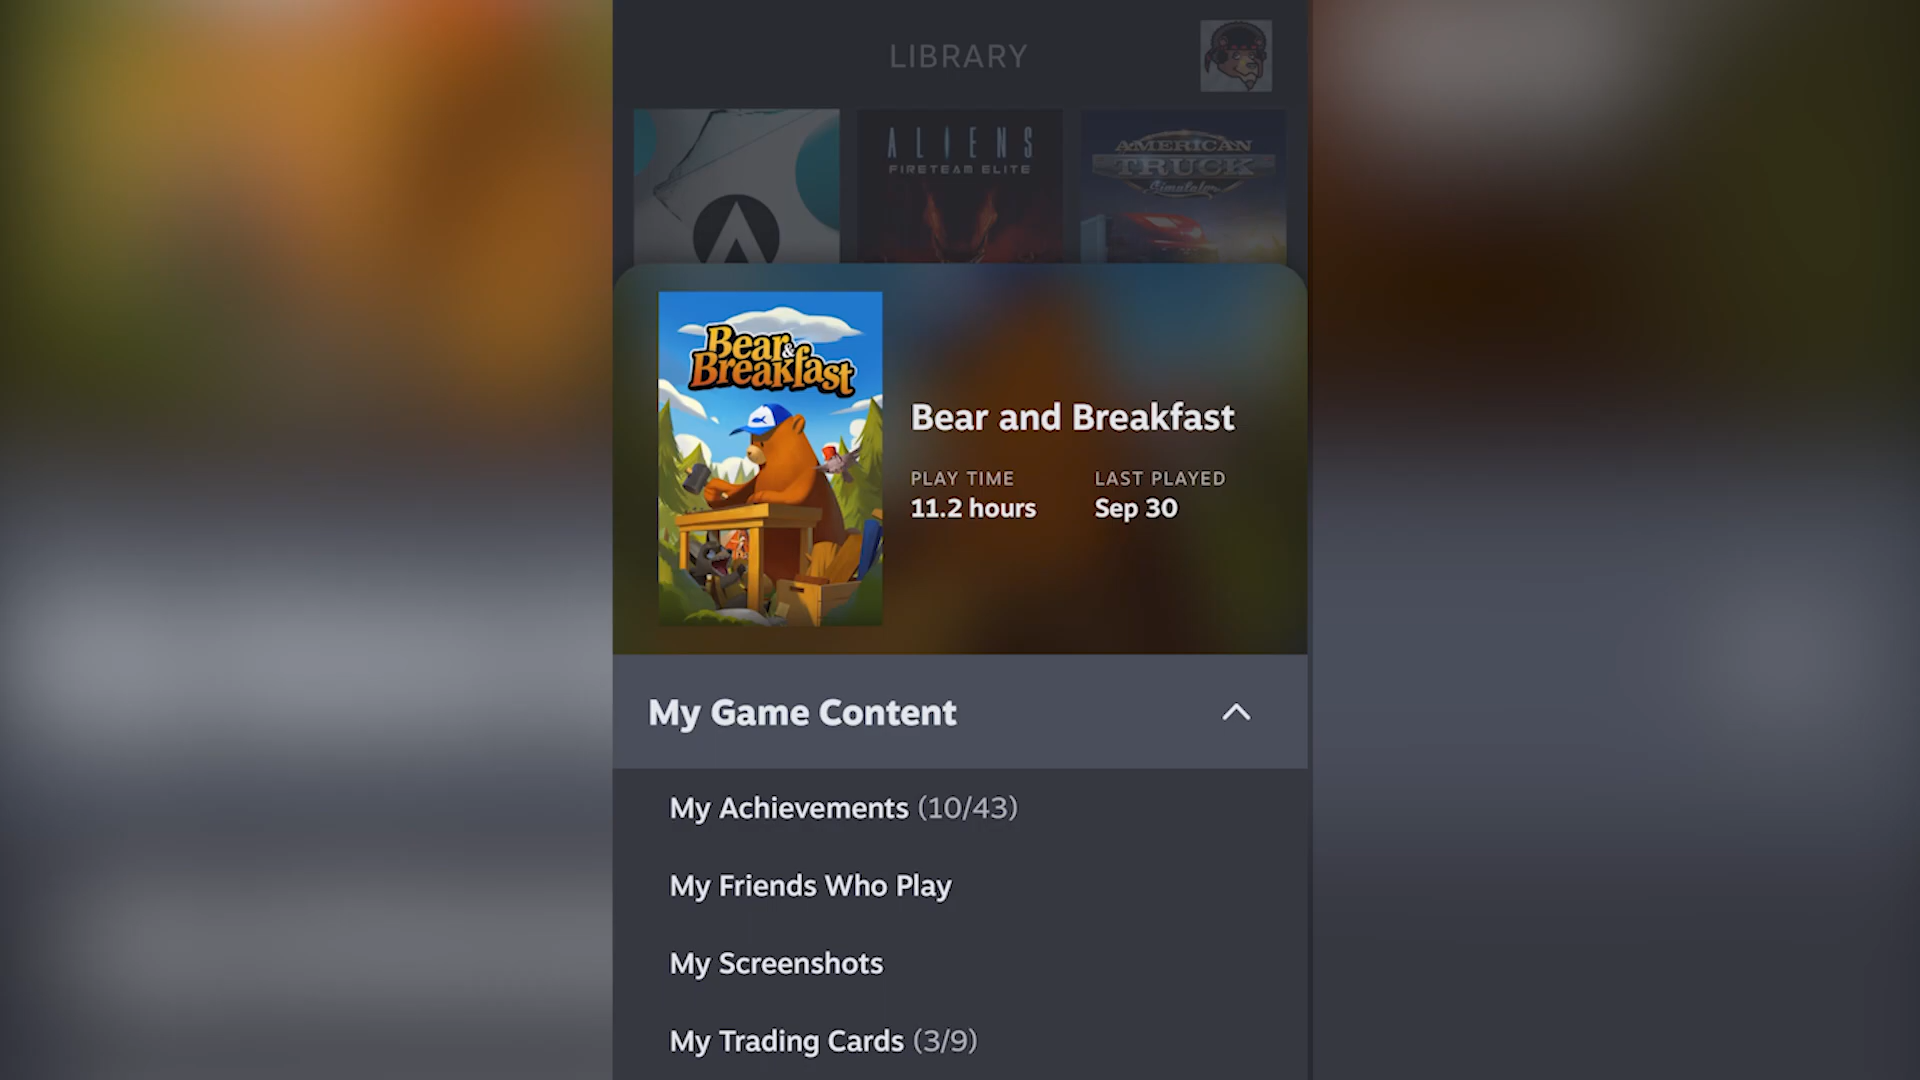 LIBRARY
ALIENS
FIRETEAM ELITE
AMERICAN
TRUCK
Simulator
Bear &
Breakfast
Bear and Breakfast
PLAY TIME
LAST PLAYED
11.2 hours
Sep 30
My Game Content
My Achievements (10/43)
My Friends Who Play
My Screenshots
My Trading Cards (3/9)